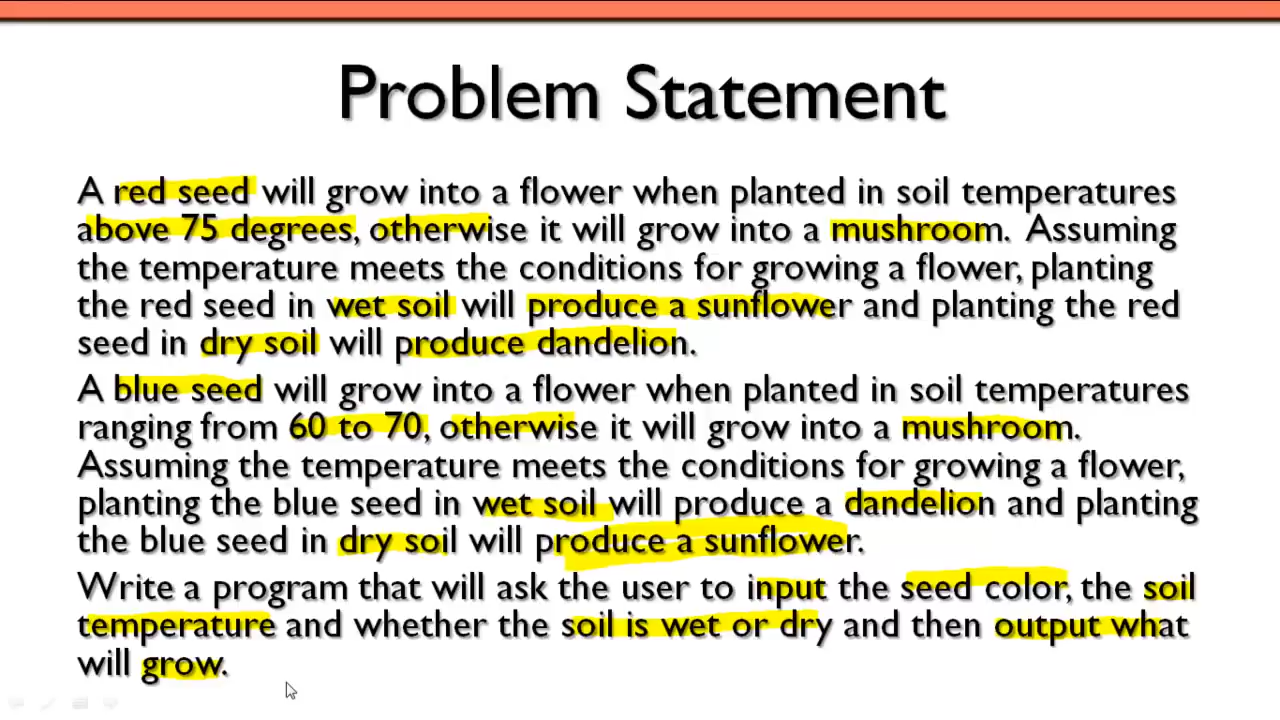 Problem Statement
A red seed will grow into a flower when planted in soil temperatures
above 75 degrees, otherwise it will grow into a mushroom. Assuming
the temperature meets the conditions for growing a flower, planting
the red seed in wet soil will produce a sunflower and planting the red
seed in dry soil will produce dandelion.
A blue seed will grow into a flower when planted in soil temperatures
ranging from 60 to 70, otherwise it will grow into a mushroom.
Assuming the temperature meets the conditions for growing a flower,
planting the blue seed in wet soil will produce a dandelion and planting
the blue seed in dry soil will produce a sunflower.
Write a program that will ask the user to input the seed color, the soil
temperature and whether the soil is wet or dry and then output what
will grow.